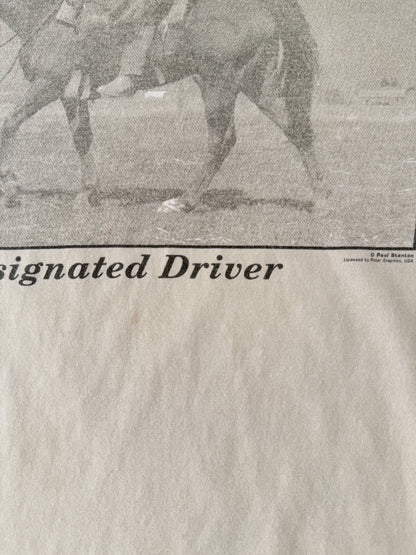 signated Driver
© Paul Stanton
Licensed by Polar Graphics, USA